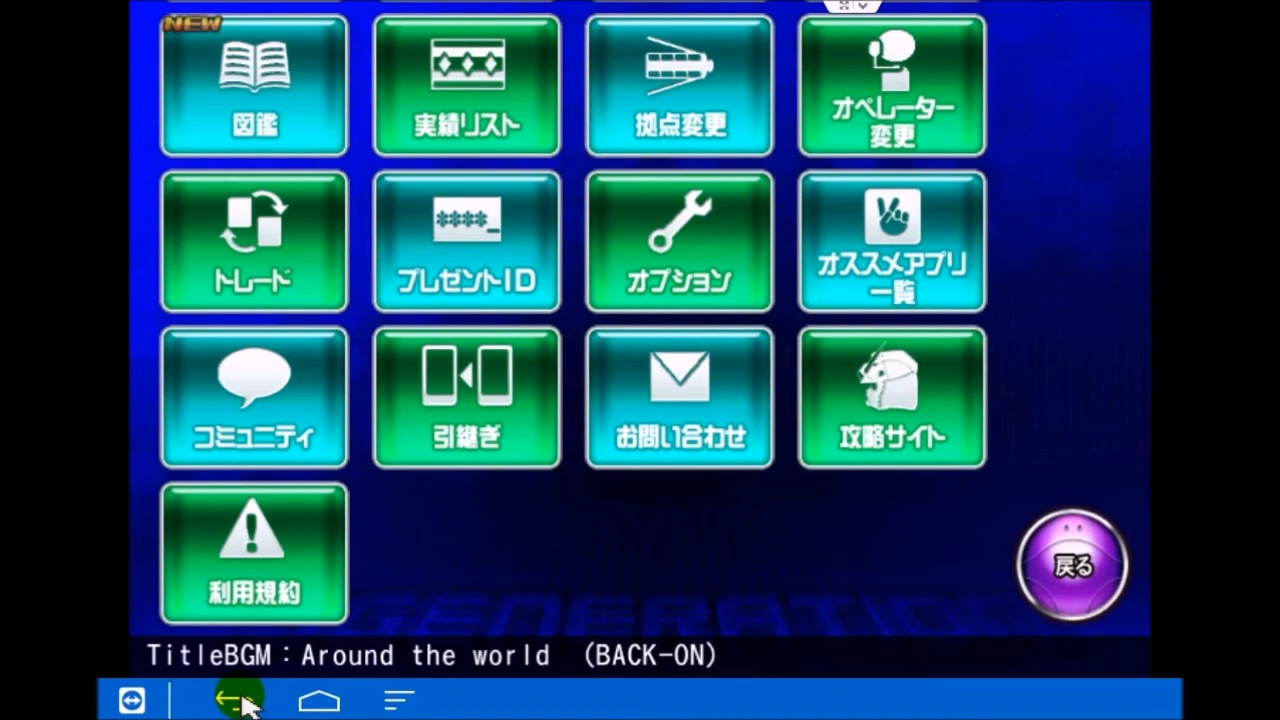 NEW
図鑑
実績リスト
拠点変更
オペレーター
変更
トレード
****_
プレゼントID
オプション
オススメアプリ
一覧
コミュニティ
引継ぎ
お問い合わせ
攻略サイト
利用規約
戻る
GENERATION
TitleBGM：Around the world （BACK-ON）